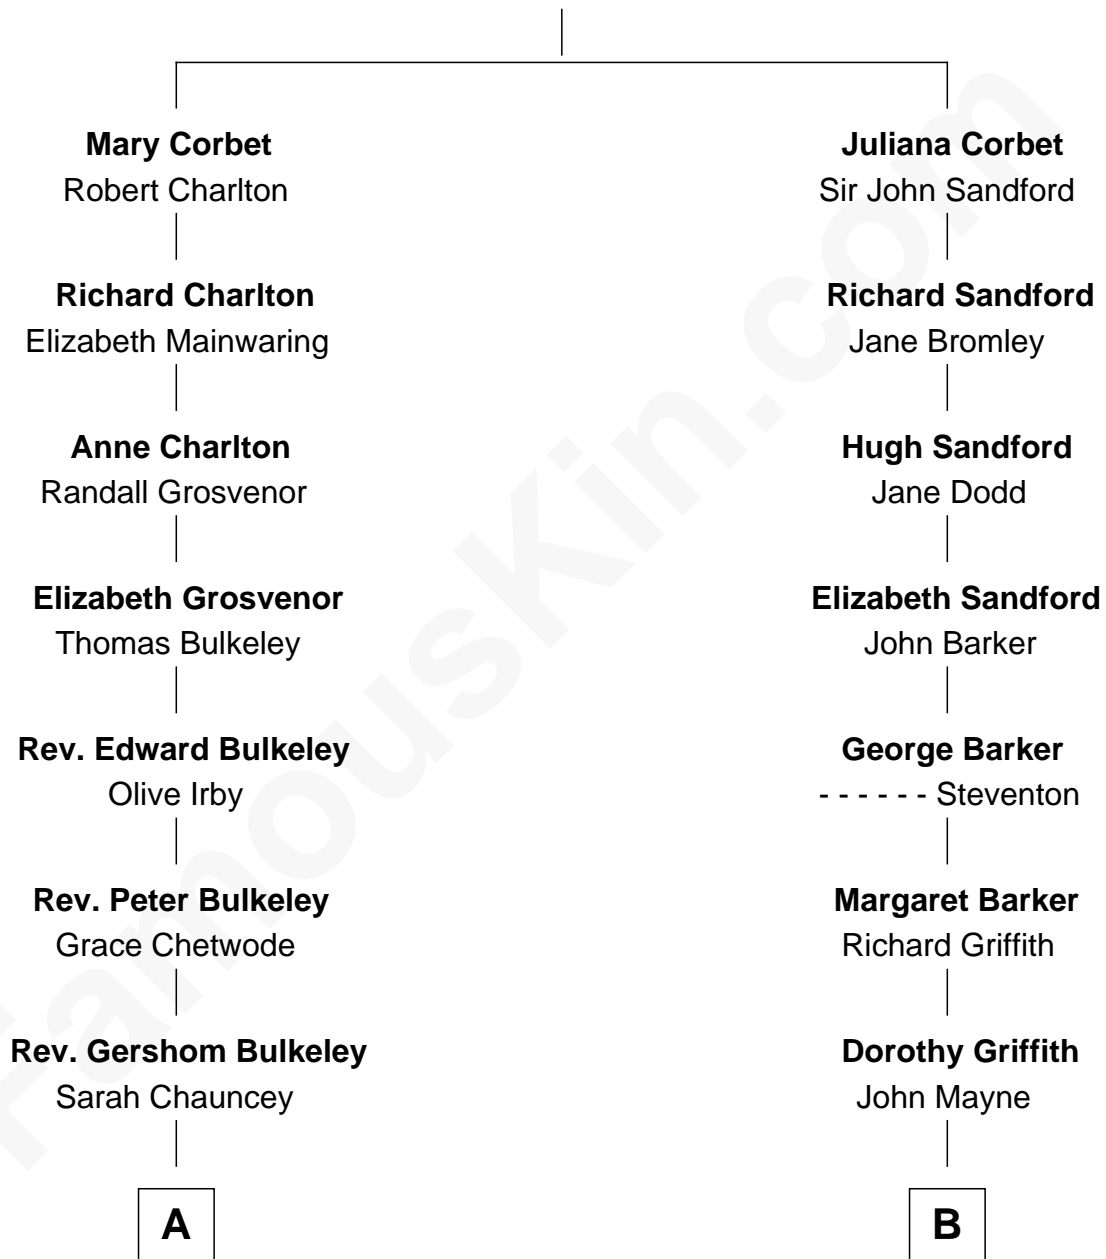 Mary Corbet
Robert Charlton
Juliana Corbet
Sir John Sandford
Richard Charlton
Elizabeth Mainwaring
Richard Sandford
Jane Bromley
Anne Charlton
Randall Grosvenor
Hugh Sandford
Jane Dodd
Elizabeth Grosvenor
Thomas Bulkeley
Elizabeth Sandford
John Barker
Rev. Edward Bulkeley
Olive Irby
George Barker
- - - - - - Steventon
Rev. Peter Bulkeley
Grace Chetwode
Margaret Barker
Richard Griffith
Rev. Gershom Bulkeley
Sarah Chauncey
Dorothy Griffith
John Mayne
A
B
FamousKin.com